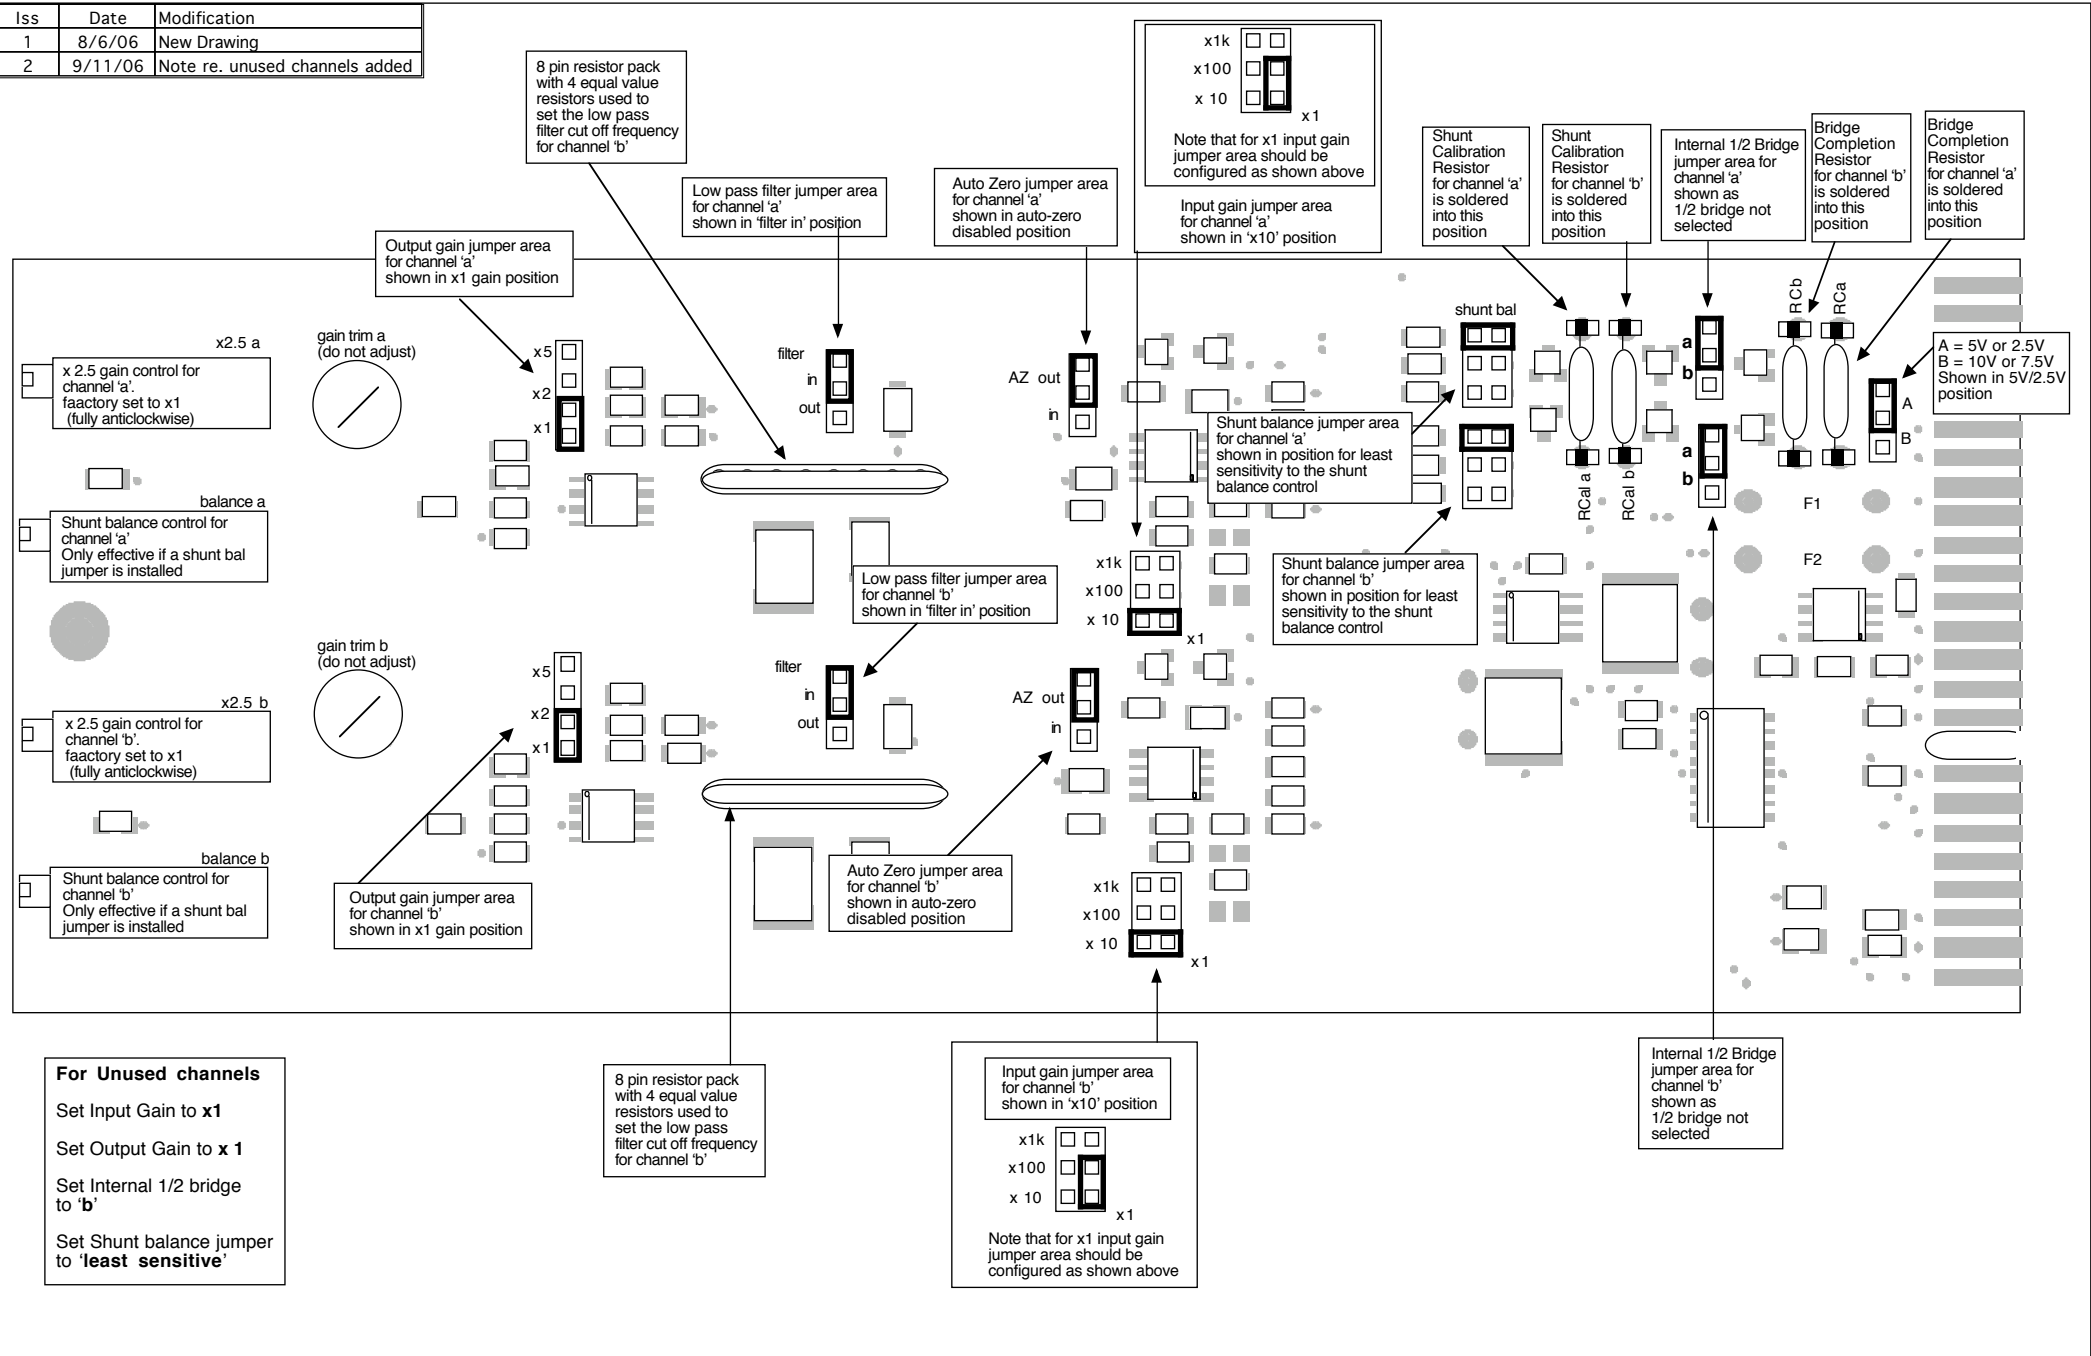 Iss Date Modification
1 8/6/06 New Drawing
2 9/11/06 Note re. unused channels added
8 pin resistor pack
with 4 equal value
resistors used to
set the low pass
filter cut off frequency
for channel ‘b’
Low pass filter jumper area
for channel ‘a’
shown in ‘filter in’ position
Output gain jumper area
for channel ‘a’
shown in x1 gain position
Auto Zero jumper area
for channel ‘a’
shown in auto-zero
disabled position
x1k
x100
x 10
x1
Note that for x1 input gain
jumper area should be
configured as shown above
Input gain jumper area
for channel ‘a’
shown in ‘x10’ position
Shunt
Calibration
Resistor
for channel ‘a’
is soldered
into this
position
Shunt
Calibration
Resistor
for channel ‘b’
is soldered
into this
position
Internal 1/2 Bridge
jumper area for
channel ‘a’
shown as
1/2 bridge not
selected
Bridge
Completion
Resistor
for channel ‘b’
is soldered
into this
position
Bridge
Completion
Resistor
for channel ‘a’
is soldered
into this
position
x2.5 a
x 2.5 gain control for
channel ‘a’.
faactory set to x1
(fully anticlockwise)
gain trim a
(do not adjust)
x5
x2
x1
filter
in
out
AZ out
in
shunt bal
a
b
RCb
RCa
A = 5V or 2.5V
B = 10V or 7.5V
Shown in 5V/2.5V
position
A
B
Shunt balance jumper area
for channel ‘a’
shown in position for least
sensitivity to the shunt
balance control
a
b
RCal a
RCal b
F1
F2
balance a
Shunt balance control for
channel ‘a’
Only effective if a shunt bal
jumper is installed
Low pass filter jumper area
for channel ‘b’
shown in ‘filter in’ position
x1k
x100
x 10
x1
Shunt balance jumper area
for channel ‘b’
shown in position for least
sensitivity to the shunt
balance control
gain trim b
(do not adjust)
x5
x2
x1
filter
in
out
AZ out
in
x2.5 b
x 2.5 gain control for
channel ‘b’.
faactory set to x1
(fully anticlockwise)
balance b
Shunt balance control for
channel ‘b’
Only effective if a shunt bal
jumper is installed
Output gain jumper area
for channel ‘b’
shown in x1 gain position
Auto Zero jumper area
for channel ‘b’
shown in auto-zero
disabled position
x1k
x100
x 10
x1
For Unused channels
Set Input Gain to x1
Set Output Gain to x 1
Set Internal 1/2 bridge
to ‘b’
Set Shunt balance jumper
to ‘least sensitive’
8 pin resistor pack
with 4 equal value
resistors used to
set the low pass
filter cut off frequency
for channel ‘b’
Input gain jumper area
for channel ‘b’
shown in ‘x10’ position
x1k
x100
x 10
x1
Note that for x1 input gain
jumper area should be
configured as shown above
Internal 1/2 Bridge
jumper area for
channel ‘b’
shown as
1/2 bridge not
selected